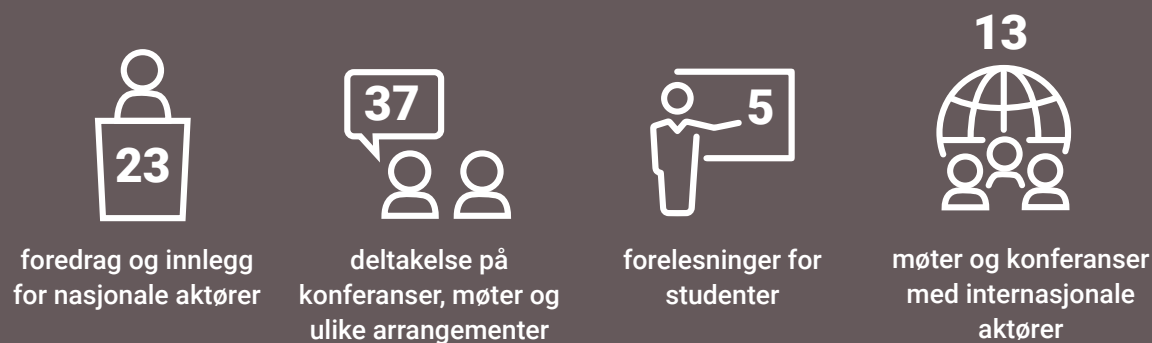 23
foredrag og innlegg
for nasjonale aktører
37
deltakelse på
konferanser, møter og
ulike arrangementer
5
forelesninger for
studenter
13
møter og konferanser
med internasjonale
aktører